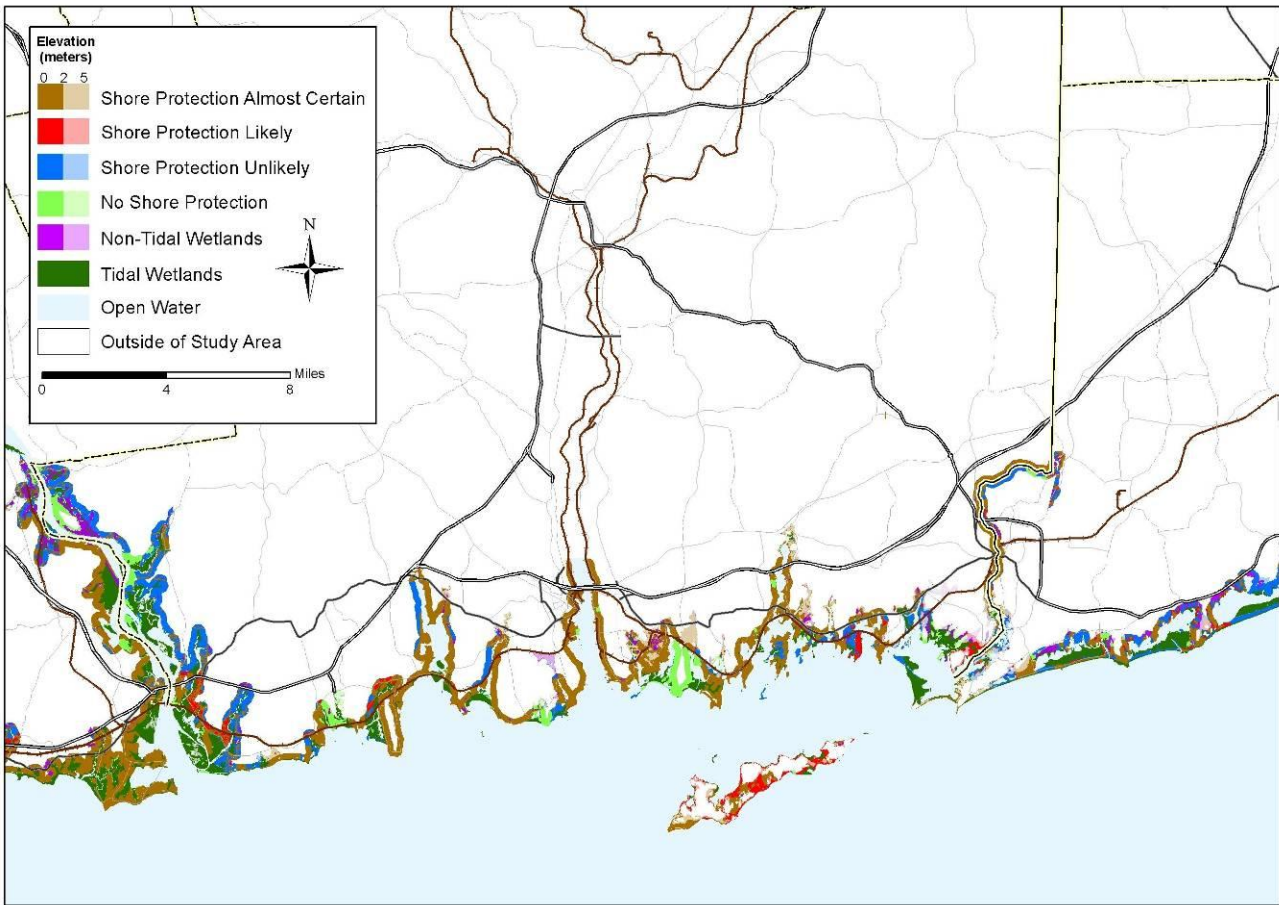 Elevation
(meters)
0 2 5
Shore Protection Almost Certain
Shore Protection Likely
Shore Protection Unlikely
No Shore Protection
Non-Tidal Wetlands
N
Tidal Wetlands
Open Water
Outside of Study Area
Miles
0 4 8